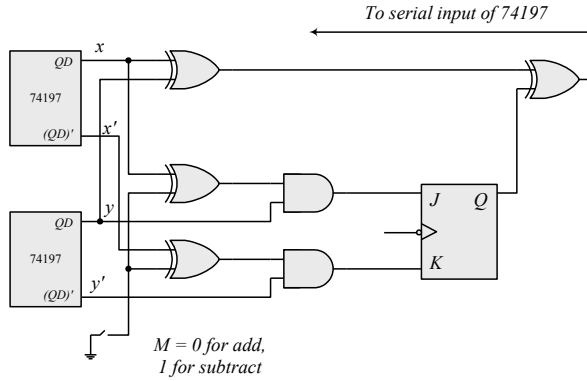 To serial input of 74197
x
QD
74197
(QD)'
x'
y
QD
74197
(QD)'
y'
J
Q
K
M = 0 for add,
1 for subtract